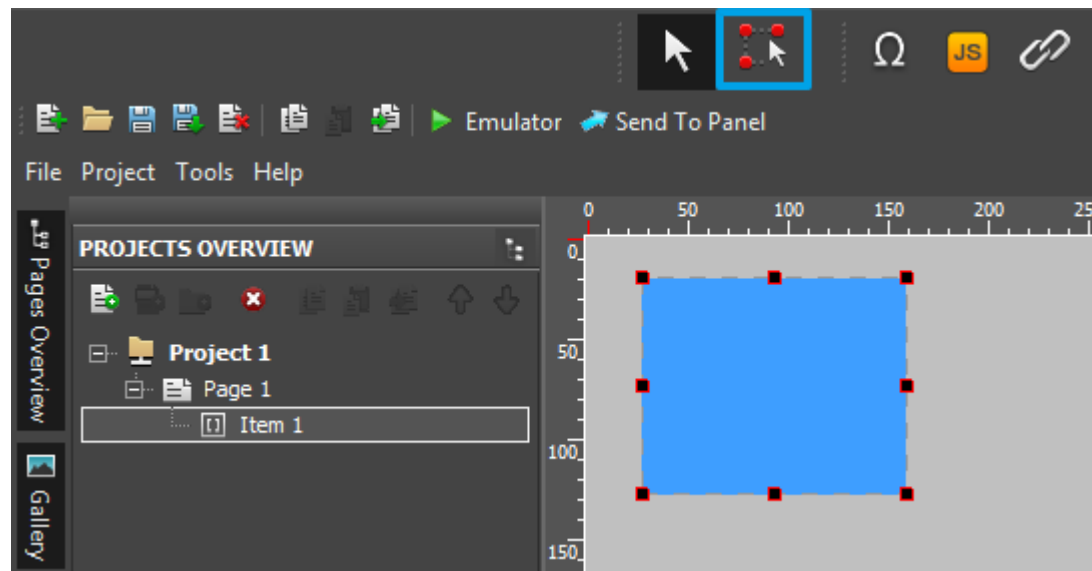 Ω JS
Emulator Send To Panel
File Project Tools Help
0 50 100 150 200 25
PROJECTS OVERVIEW
0
Pages Overview
Project 1
50
Page 1
Item 1
100
Gallery
150